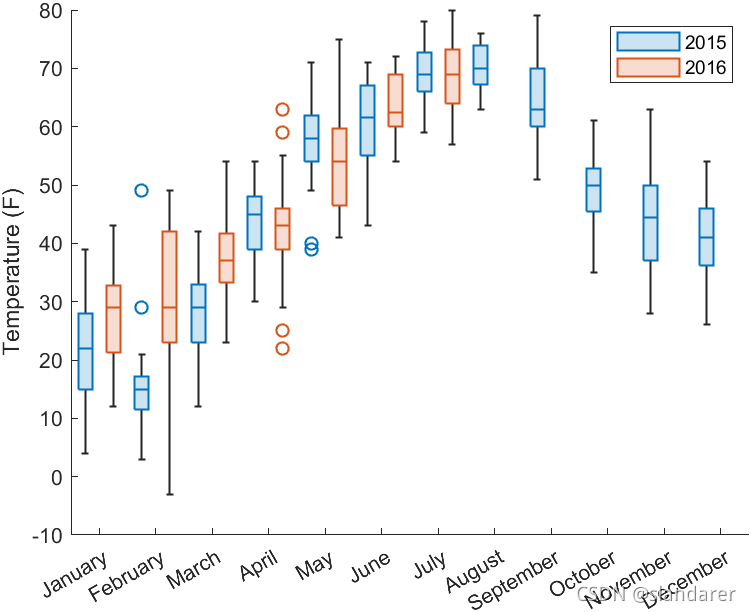 80
70
60
50
40
30
20
10
0
-10
Temperature (F)
2015
2016
January
February
March
April
May
June
July
August
September
October
November
December
CSDN @slandarer